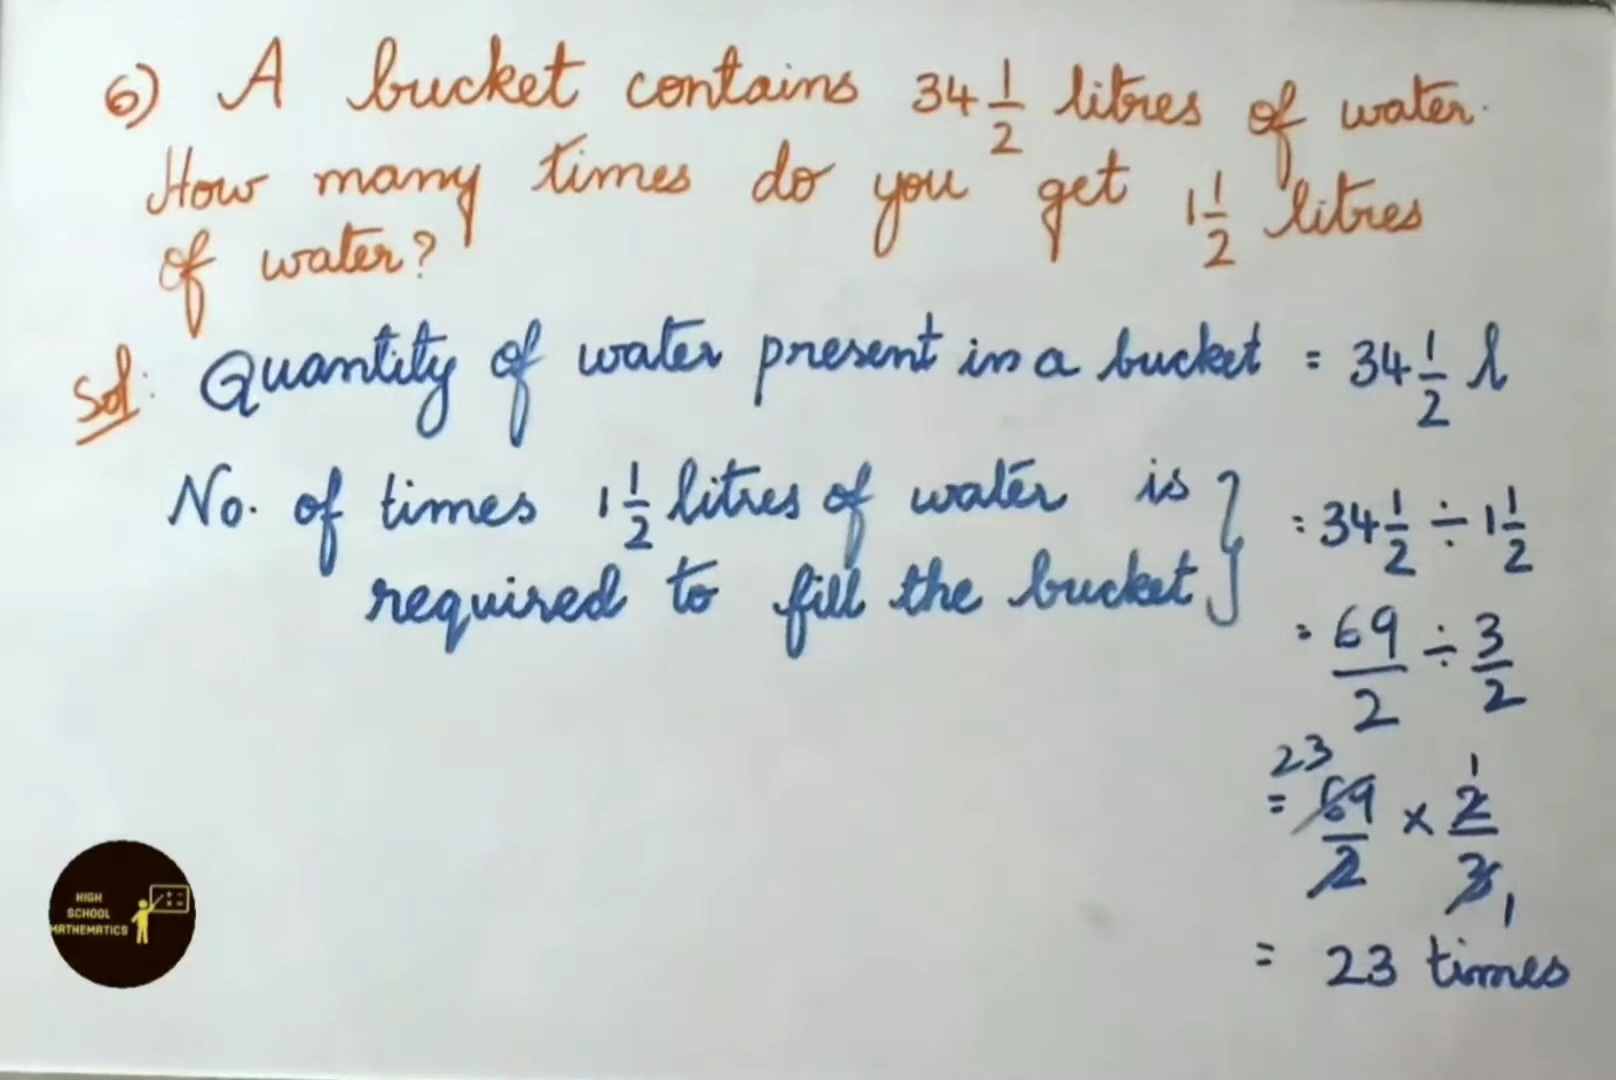 6) A bucket contains 34 1/2 litres of water.
How many times do you get 1 1/2 litres
of water?
Sol: Quantity of water present in a bucket = 34 1/2 l
No. of times 1 1/2 litres of water is
required to fill the bucket } = 34 1/2 ÷ 1 1/2
= 69/2 ÷ 3/2
23 1
= 69/2 × 2/3
1
= 23 times
HIGH
SCHOOL
MATHEMATICS